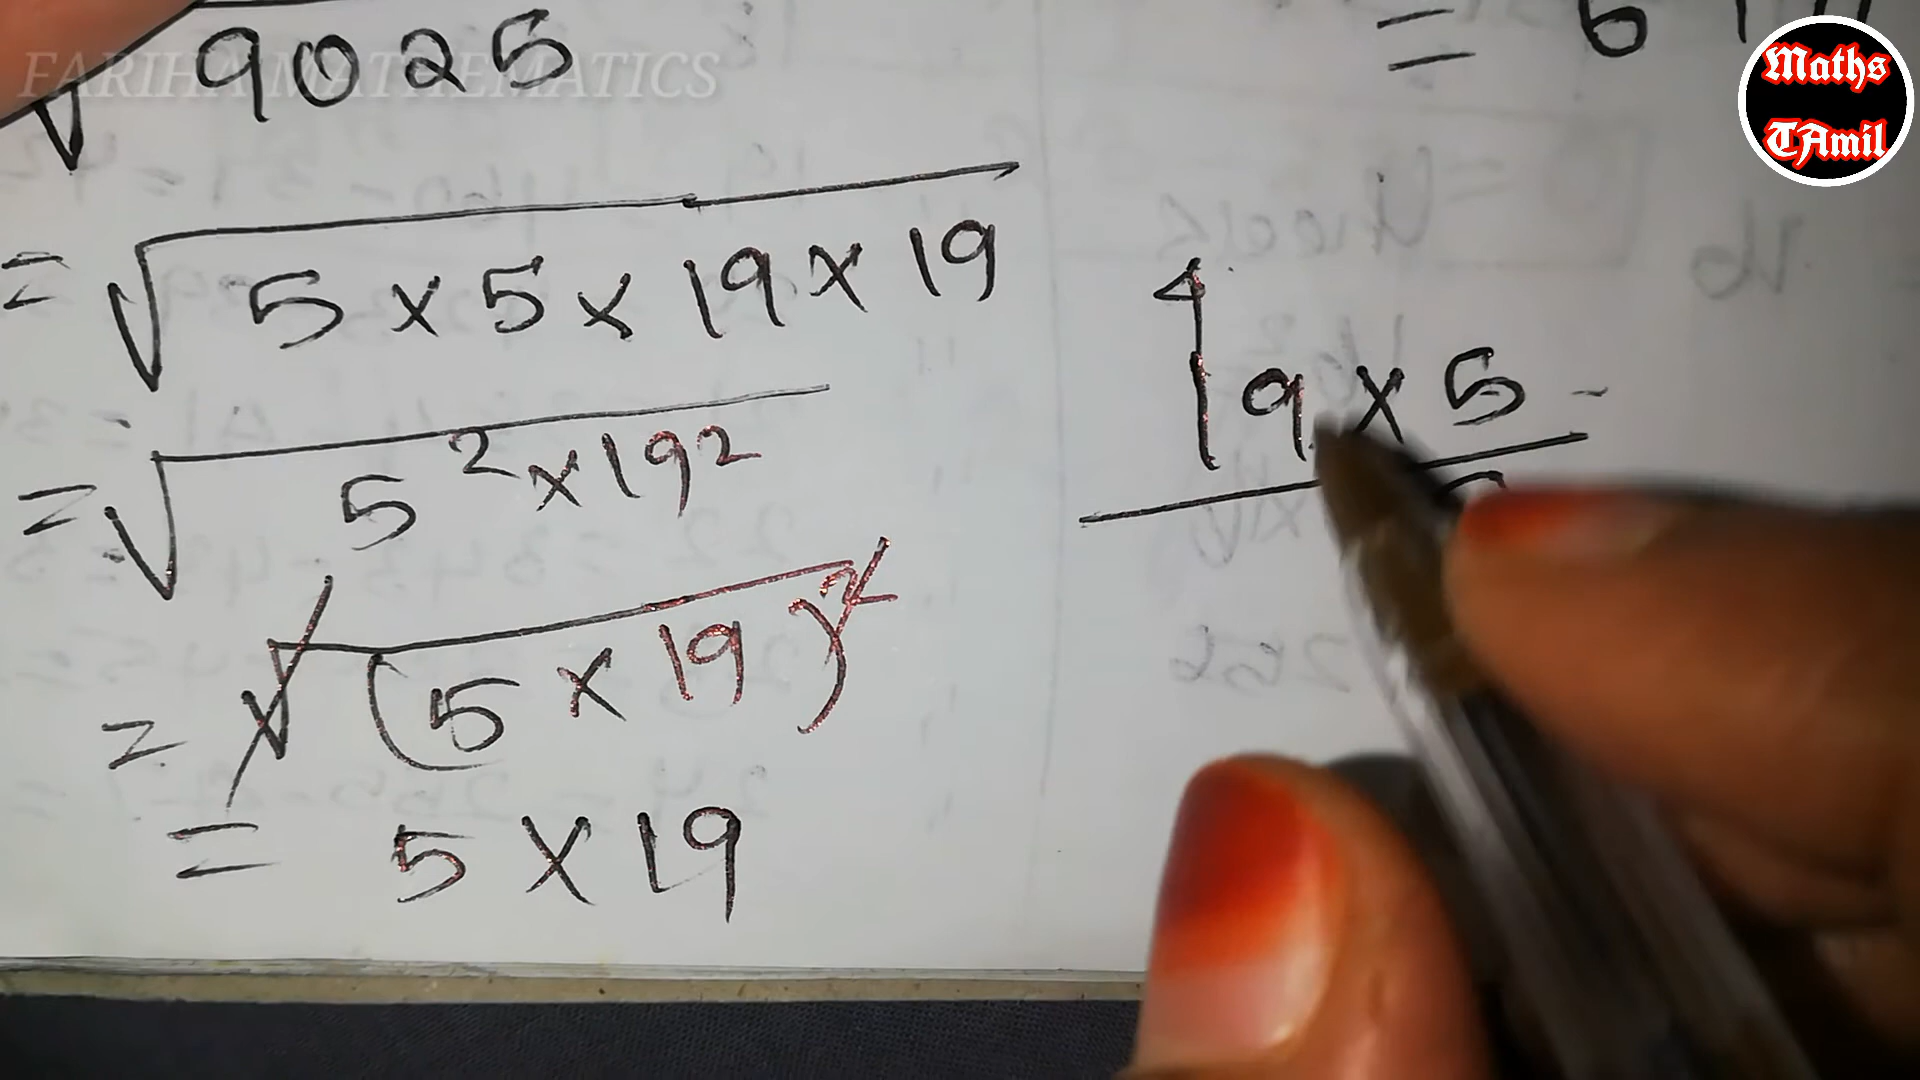 √9025
FARIHA MATHEMATICS
= √5 × 5 × 19 × 19
= √5² × 19²
= √(5 × 19)²
= 5 × 19
4
19 × 5
= 6
Maths
TAmil